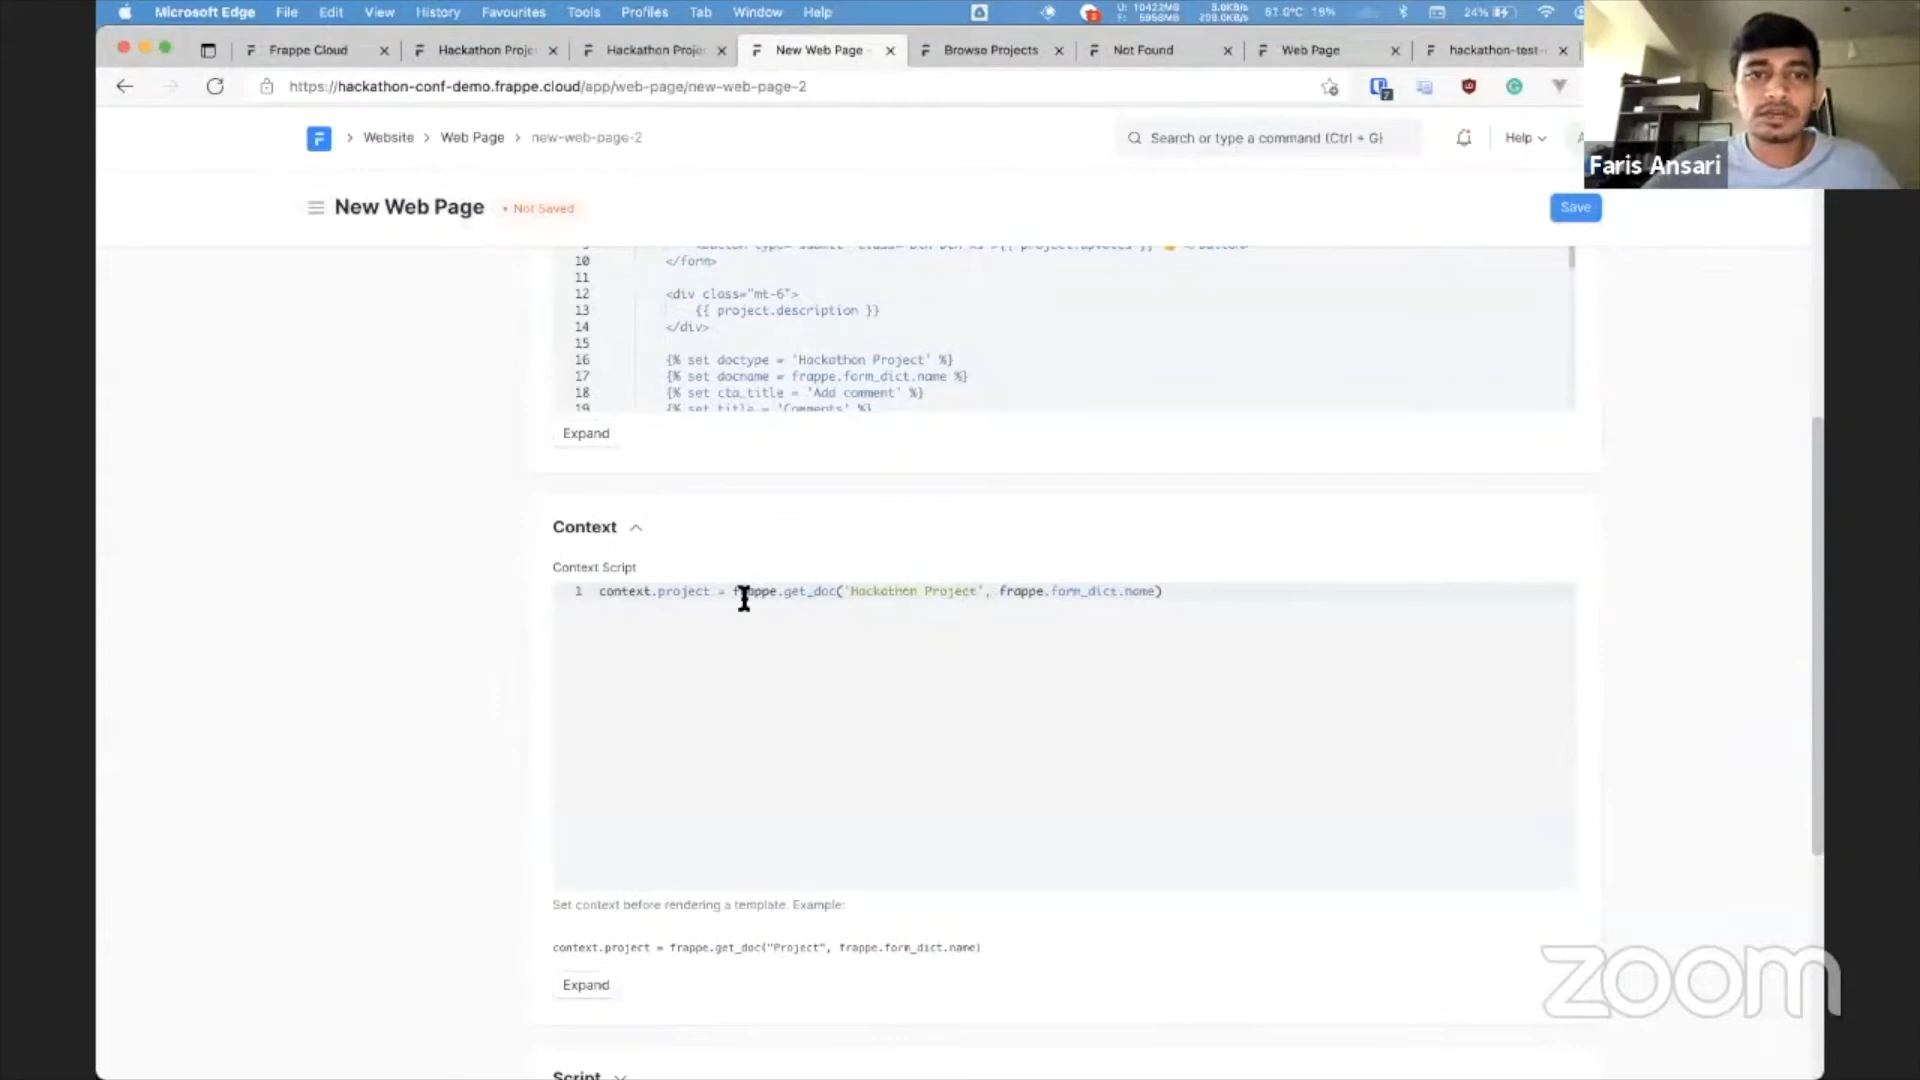 Microsoft Edge File Edit View History Favourites Tools Profiles Tab Window Help
24%
Frappe Cloud
Hackathon Proje
Hackathon Proje
New Web Page
Browse Projects
Not Found
Web Page
hackathon-test-
https://hackathon-conf-demo.frappe.cloud/app/web-page/new-web-page-2
Website > Web Page > new-web-page-2
Search or type a command (Ctrl + G)
Help
Faris Ansari
New Web Page • Not Saved
Save
10 </form>
11
12 <div class="mt-6">
13 {{ project.description }}
14 </div>
15
16 {% set doctype = 'Hackathon Project' %}
17 {% set docname = frappe.form_dict.name %}
18 {% set cta_title = 'Add comment' %}
19 {% set title = 'Comments' %}
Expand
Context
Context Script
1 context.project = frappe.get_doc('Hackathon Project', frappe.form_dict.name)
Set context before rendering a template. Example:
context.project = frappe.get_doc("Project", frappe.form_dict.name)
Expand
zoom
Script